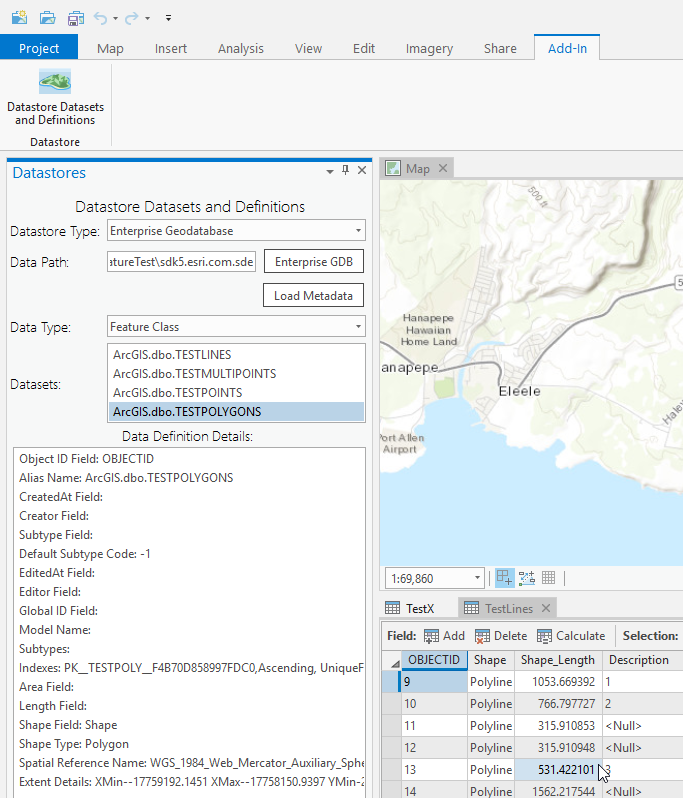 Project Map Insert Analysis View Edit Imagery Share Add-In
Datastore Datasets
and Definitions
Datastore
Datastores
Datastore Datasets and Definitions
Datastore Type: Enterprise Geodatabase
Data Path: atureTest\sdk5.esri.com.sde Enterprise GDB
Load Metadata
Data Type: Feature Class
Datasets:
ArcGIS.dbo.TESTLINES
ArcGIS.dbo.TESTMULTIPOINTS
ArcGIS.dbo.TESTPOINTS
ArcGIS.dbo.TESTPOLYGONS
Data Definition Details:
Object ID Field: OBJECTID
Alias Name: ArcGIS.dbo.TESTPOLYGONS
CreatedAt Field:
Creator Field:
Subtype Field:
Default Subtype Code: -1
EditedAt Field:
Editor Field:
Global ID Field:
Model Name:
Subtypes:
Indexes: PK__TESTPOLY__F4B70D858997FDC0,Ascending, UniqueF
Area Field:
Length Field:
Shape Field: Shape
Shape Type: Polygon
Spatial Reference Name: WGS_1984_Web_Mercator_Auxiliary_Sphe
Extent Details: XMin--17759192.1451 XMax--17758150.9397 YMin-2
Map
500 ft
5
Hanapepe
Hawaiian
Home Land
anapepe
Eleele
Port Allen
Airport
Halev
1:69,860
TestX TestLines
Field: Add Delete Calculate Selection:
OBJECTID Shape Shape_Length Description
9 Polyline 1053.669392 1
10 Polyline 766.797727 2
11 Polyline 315.910853 <Null>
12 Polyline 315.910948 <Null>
13 Polyline 531.422101 3
14 Polyline 1562.217544 <Null>